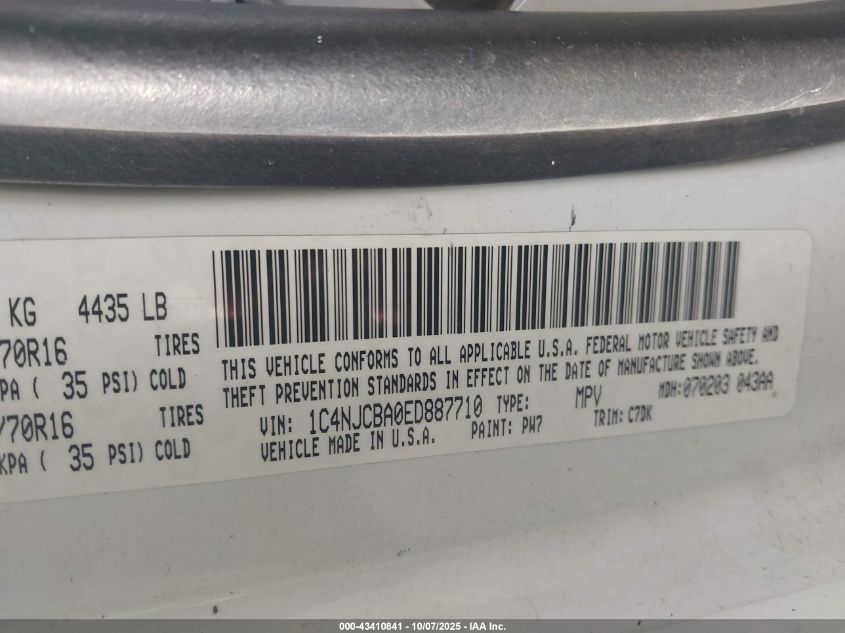 KG 4435 LB
70R16 TIRES
KPA ( 35 PSI) COLD
/70R16 TIRES
KPA ( 35 PSI) COLD
THIS VEHICLE CONFORMS TO ALL APPLICABLE U.S.A. FEDERAL MOTOR VEHICLE SAFETY AND
THEFT PREVENTION STANDARDS IN EFFECT ON THE DATE OF MANUFACTURE SHOWN ABOVE.
VIN: 1C4NJCBA0ED887710 TYPE: MPV MDH:070203 043AA
VEHICLE MADE IN U.S.A. PAINT: PW7 TRIM: C7DK
000-43410841 - 10/07/2025 - IAA Inc.